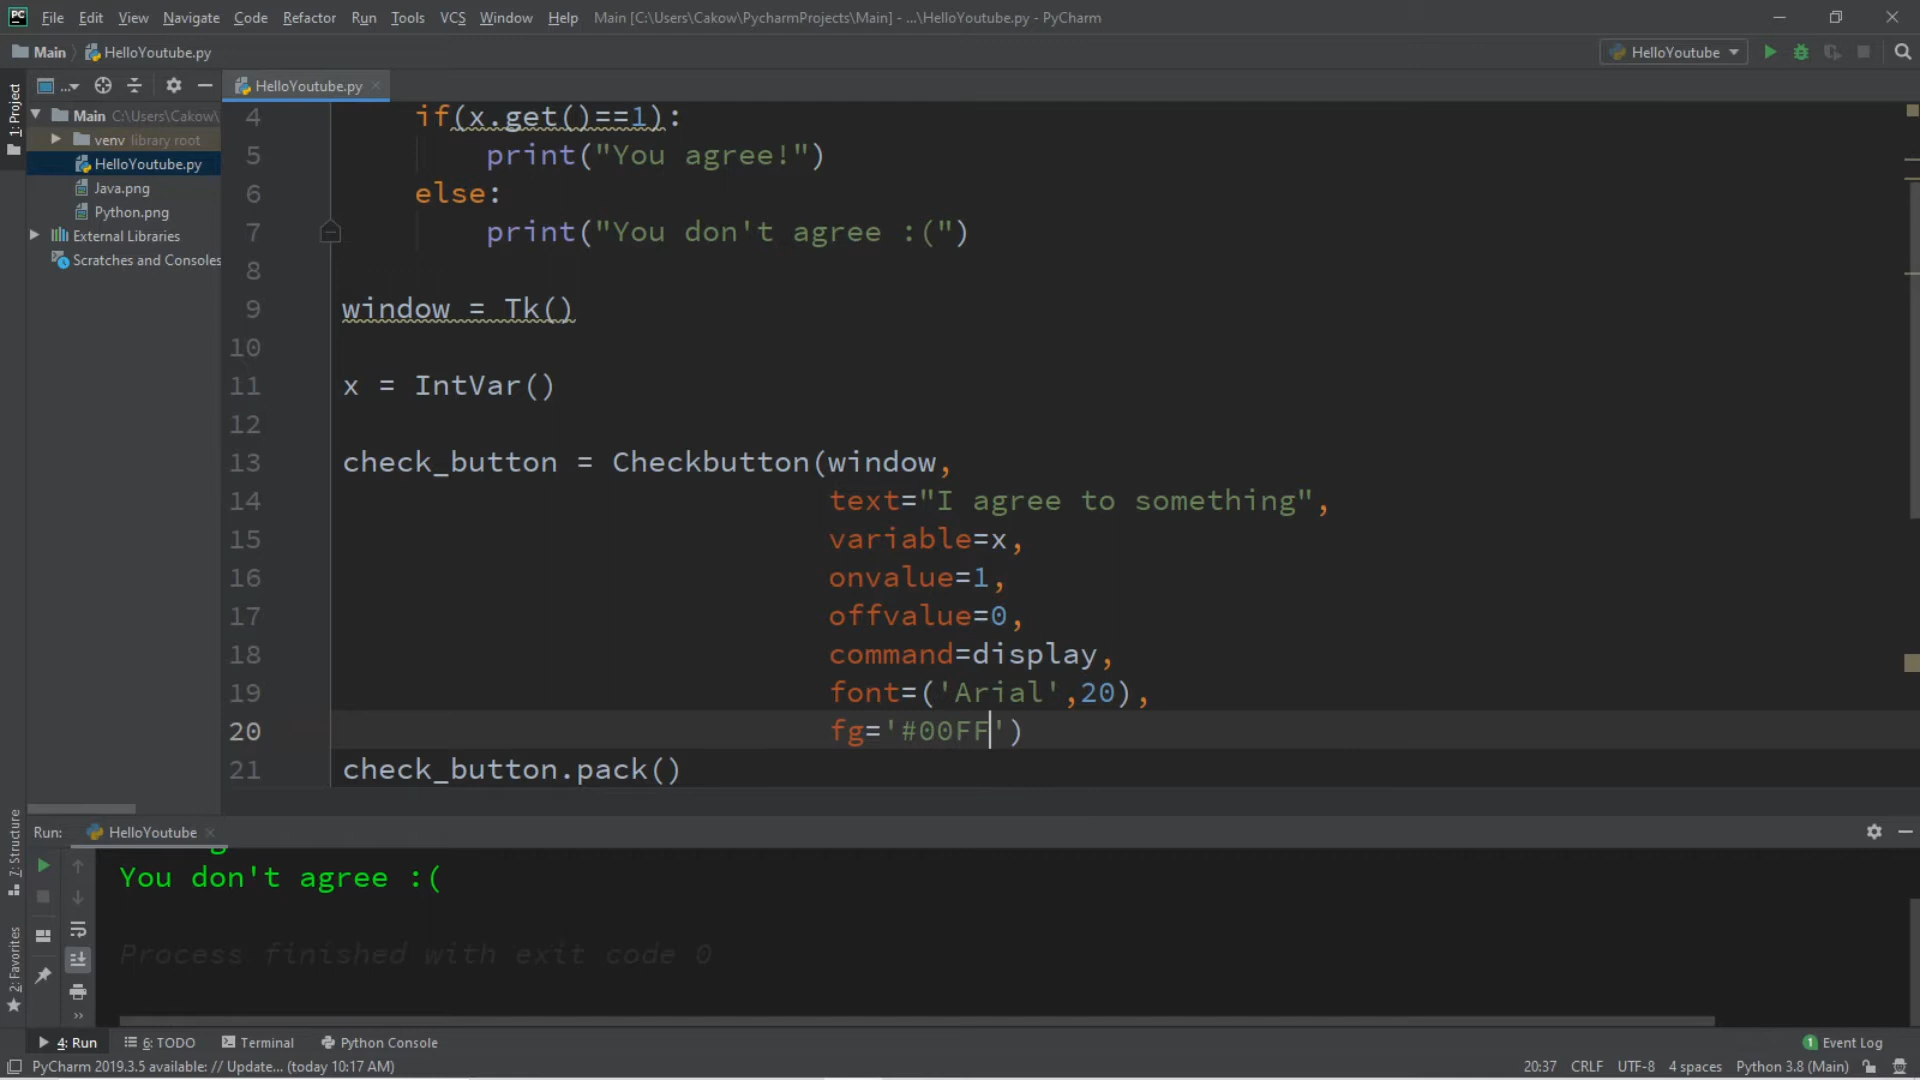 File Edit View Navigate Code Refactor Run Tools VCS Window Help Main [C:\Users\Cakow\PycharmProjects\Main] - ...\HelloYoutube.py - PyCharm
Main HelloYoutube.py HelloYoutube
... HelloYoutube.py
1: Project
Main C:\Users\Cakow\
venv library root
HelloYoutube.py
Java.png
Python.png
External Libraries
Scratches and Consoles
4 if(x.get()==1):
5 print("You agree!")
6 else:
7 print("You don't agree :(")
8
9 window = Tk()
10
11 x = IntVar()
12
13 check_button = Checkbutton(window,
14 text="I agree to something",
15 variable=x,
16 onvalue=1,
17 offvalue=0,
18 command=display,
19 font=('Arial',20),
20 fg='#00FF')
21 check_button.pack()
7: Structure
2: Favorites
Run: HelloYoutube
You don't agree :(
Process finished with exit code 0
4: Run 6: TODO Terminal Python Console 1 Event Log
PyCharm 2019.3.5 available: // Update... (today 10:17 AM) 20:37 CRLF UTF-8 4 spaces Python 3.8 (Main)